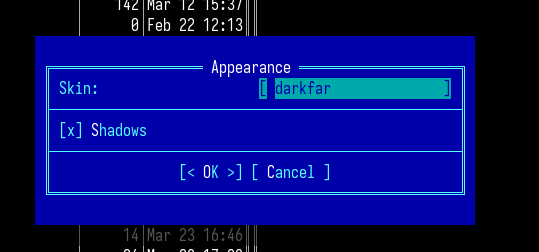 142 Mar 12 15:37
0 Feb 22 12:13
Appearance
Skin: [ darkfar ]
[x] Shadows
[< OK >] [ Cancel ]
14 Mar 23 16:46